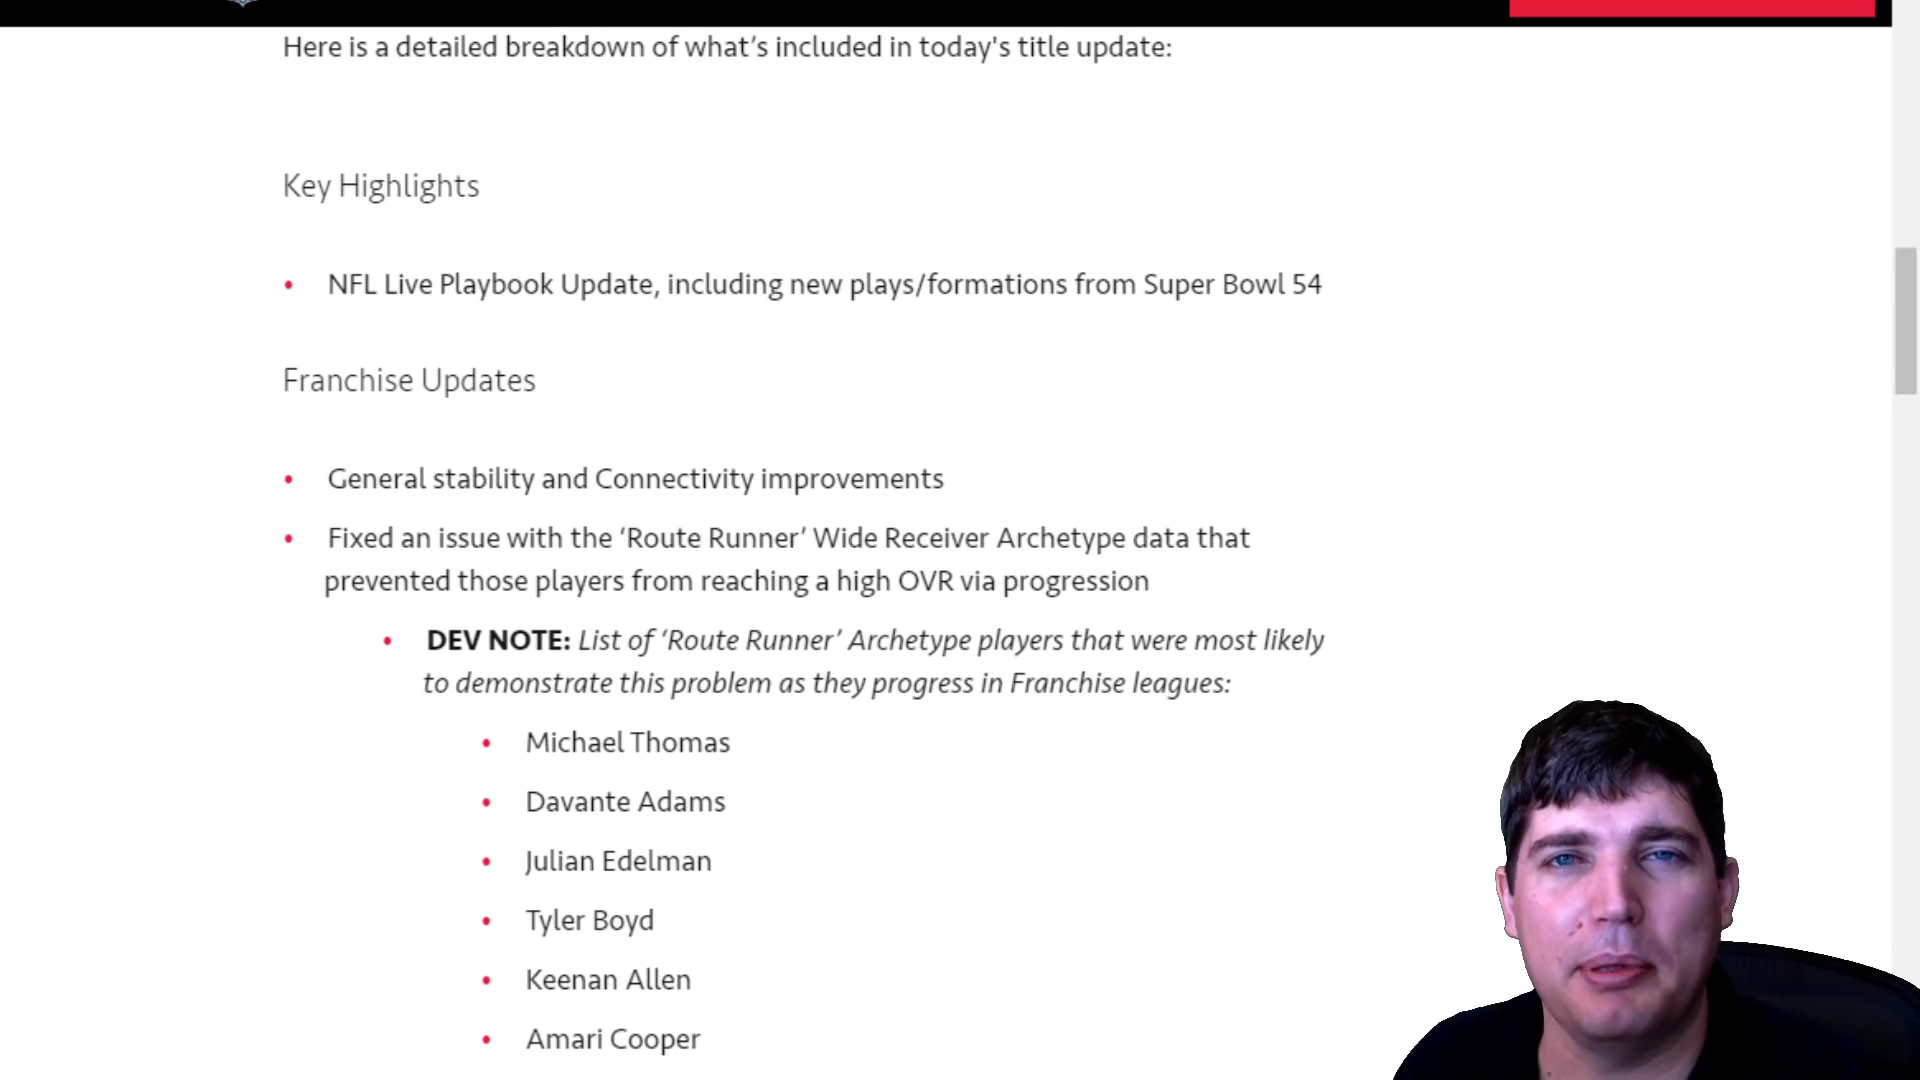 Here is a detailed breakdown of what’s included in today's title update:
Key Highlights
• NFL Live Playbook Update, including new plays/formations from Super Bowl 54
Franchise Updates
• General stability and Connectivity improvements
• Fixed an issue with the ‘Route Runner’ Wide Receiver Archetype data that
prevented those players from reaching a high OVR via progression
• DEV NOTE: List of ‘Route Runner’ Archetype players that were most likely
to demonstrate this problem as they progress in Franchise leagues:
• Michael Thomas
• Davante Adams
• Julian Edelman
• Tyler Boyd
• Keenan Allen
• Amari Cooper